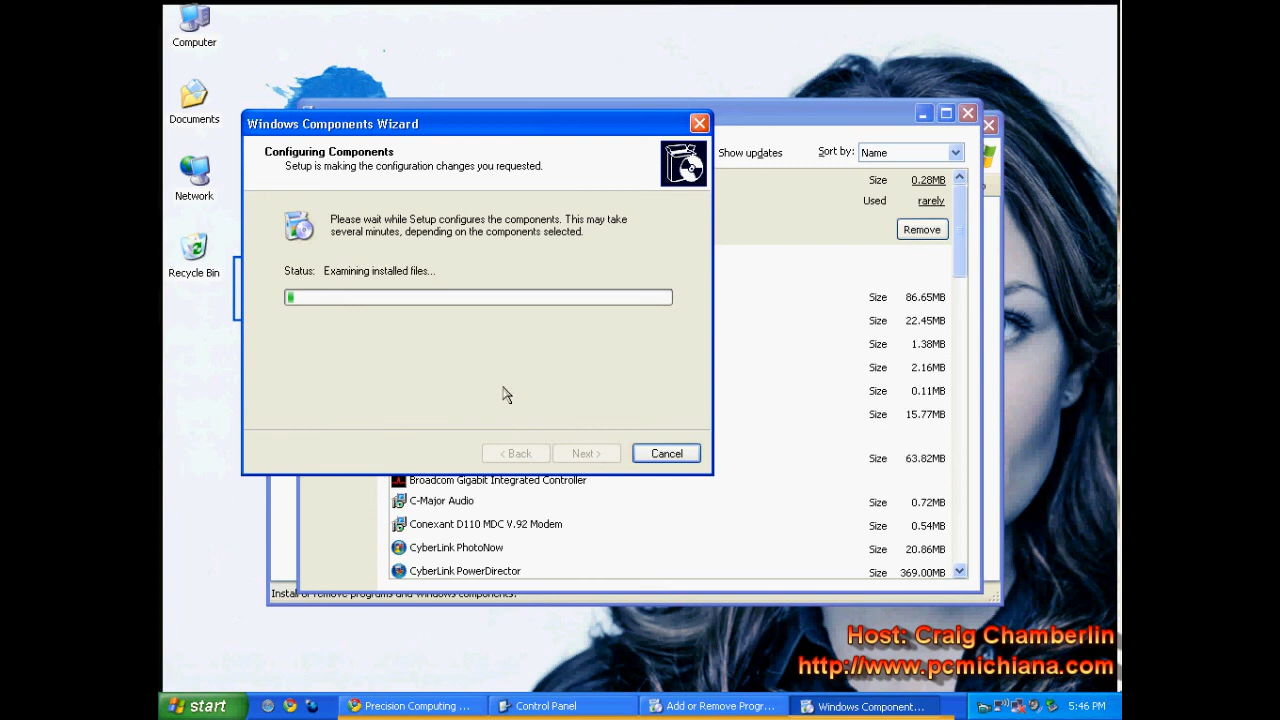 Computer
Documents
Network
Recycle Bin
Windows Components Wizard
Configuring Components
Setup is making the configuration changes you requested.
Please wait while Setup configures the components. This may take
several minutes, depending on the components selected.
Status: Examining installed files...
< Back Next > Cancel
Show updates Sort by: Name
Size 0.28MB
Used rarely
Remove
Size 86.65MB
Size 22.45MB
Size 1.38MB
Size 2.16MB
Size 0.11MB
Size 15.77MB
Size 63.82MB
Broadcom Gigabit Integrated Controller
C-Major Audio Size 0.72MB
Conexant D110 MDC V.92 Modem Size 0.54MB
CyberLink PhotoNow Size 20.86MB
CyberLink PowerDirector Size 369.00MB
Install or remove programs and Windows components.
Host: Craig Chamberlin
http://www.pcmichiana.com
start Precision Computing ... Control Panel Add or Remove Progr... Windows Component... 5:46 PM